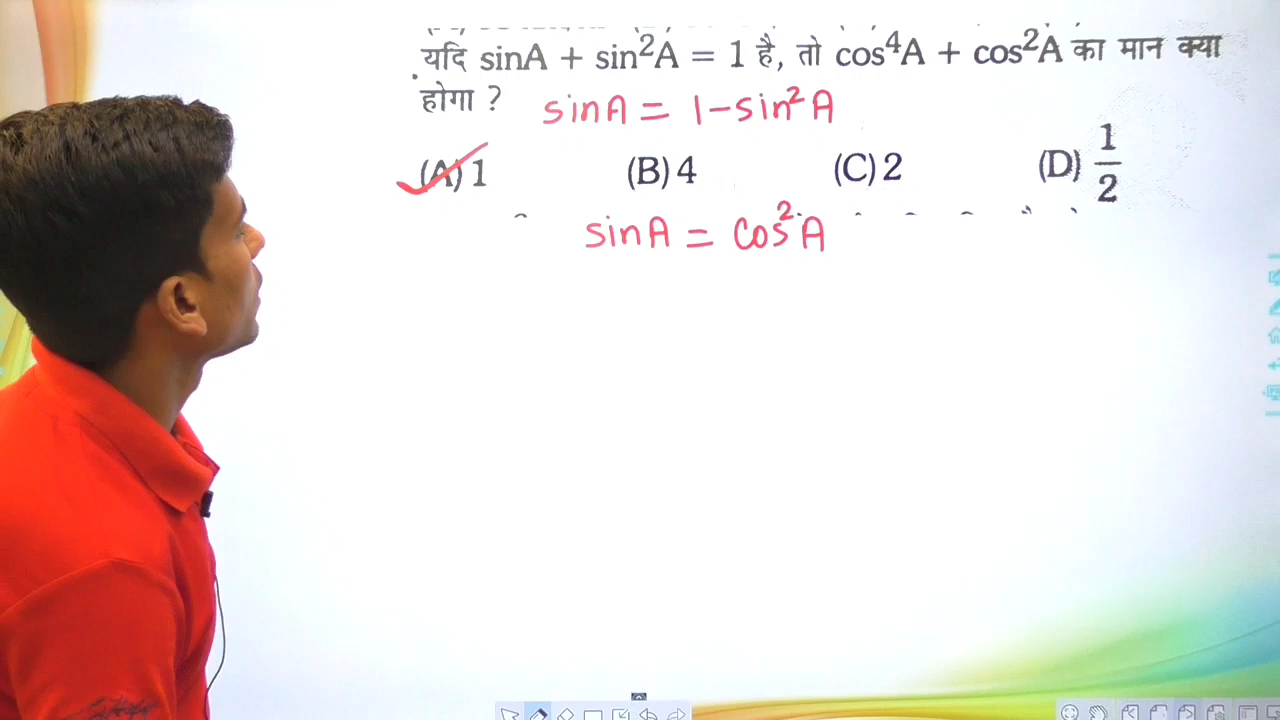 यदि sinA + sin²A = 1 है, तो cos⁴A + cos²A का मान क्या
होगा ? sinA = 1-sin²A
(A) 1 (B) 4 (C) 2 (D) 1/2
sinA = cos²A